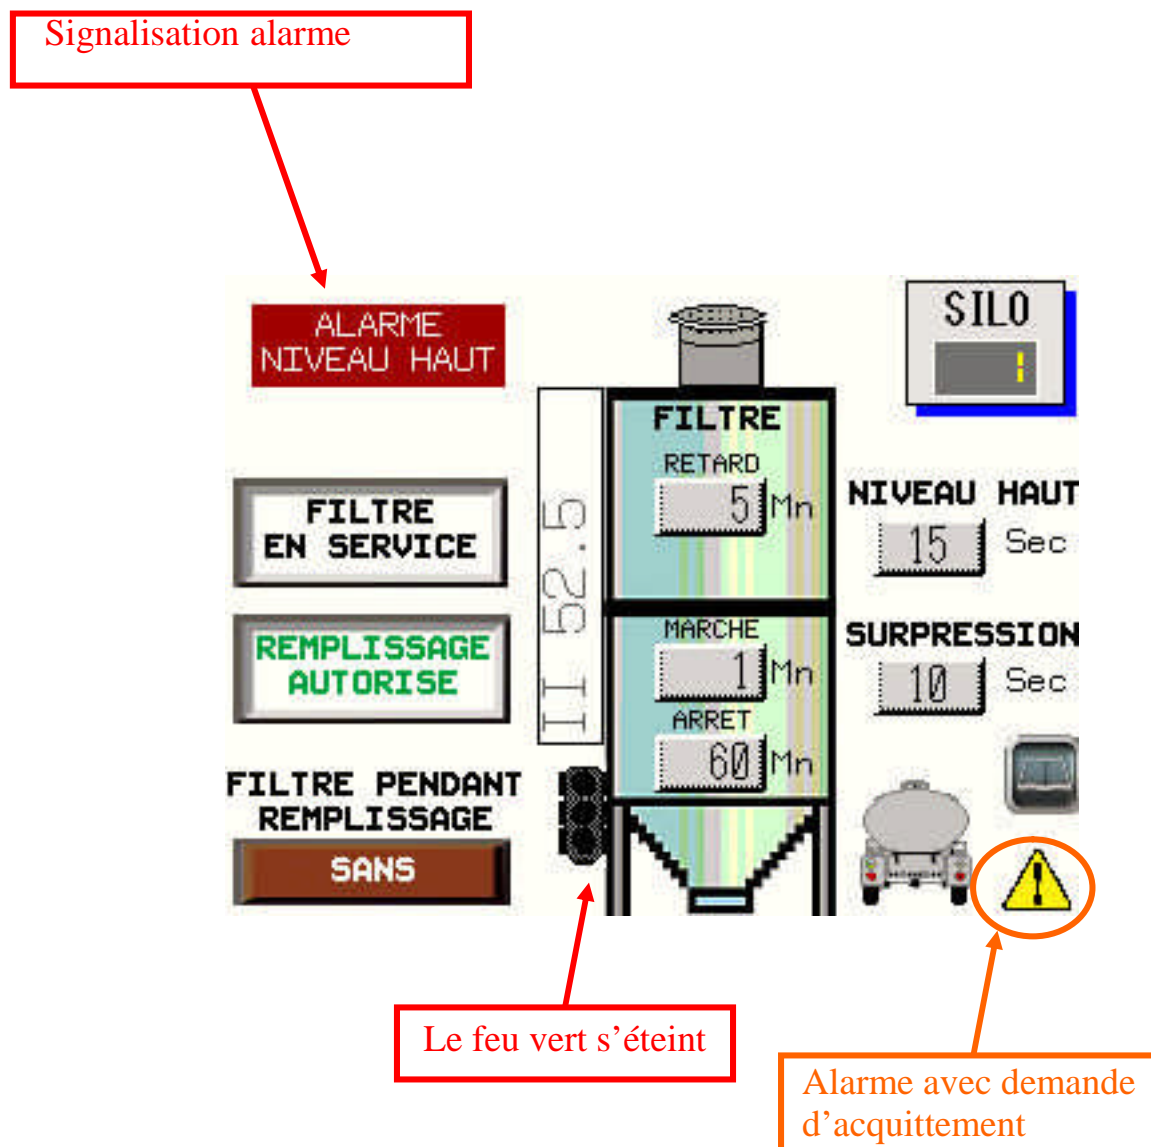 Signalisation alarme
ALARME
NIVEAU HAUT
SILO
1
FILTRE
RETARD
5 Mn
NIVEAU HAUT
15 Sec
FILTRE
EN SERVICE
II 52.5
REMPLISSAGE
AUTORISE
MARCHE
1 Mn
SURPRESSION
10 Sec
ARRET
60 Mn
FILTRE PENDANT
REMPLISSAGE
SANS
Le feu vert s’éteint
Alarme avec demande
d’acquittement